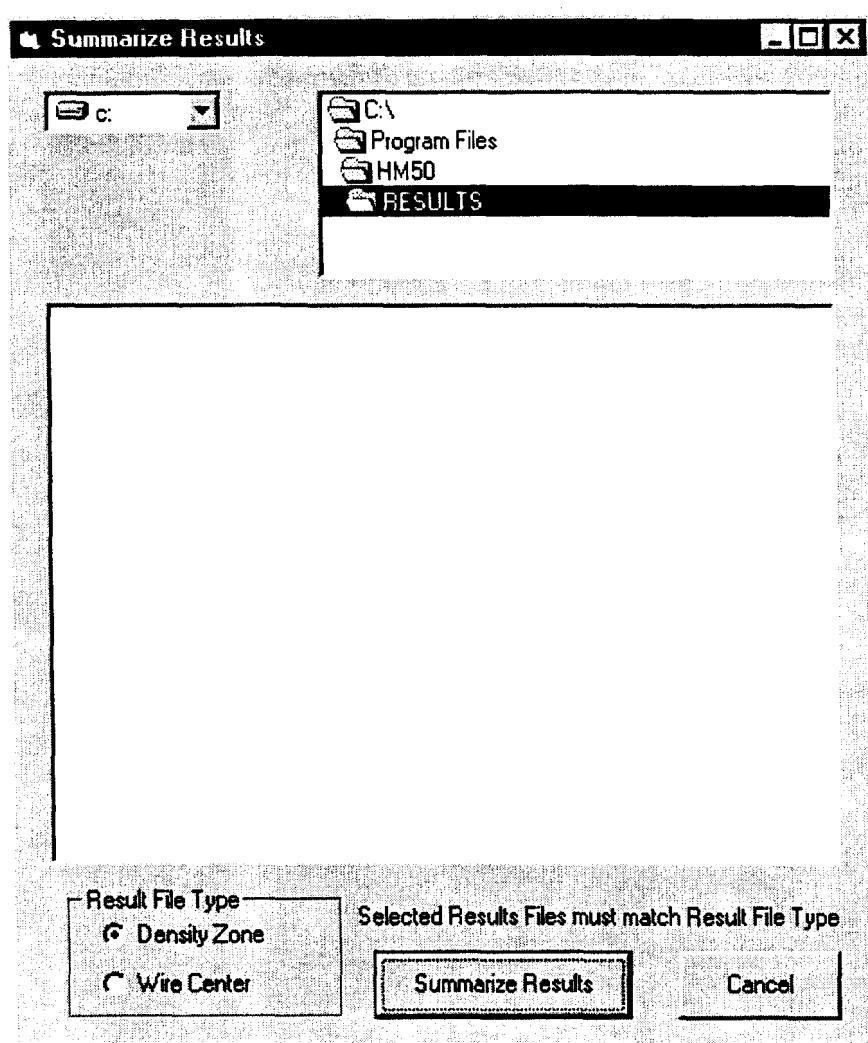 Summarize Results
c:
C:\
Program Files
HM50
RESULTS
Result File Type
Density Zone
Wire Center
Selected Results Files must match Result File Type
Summarize Results
Cancel